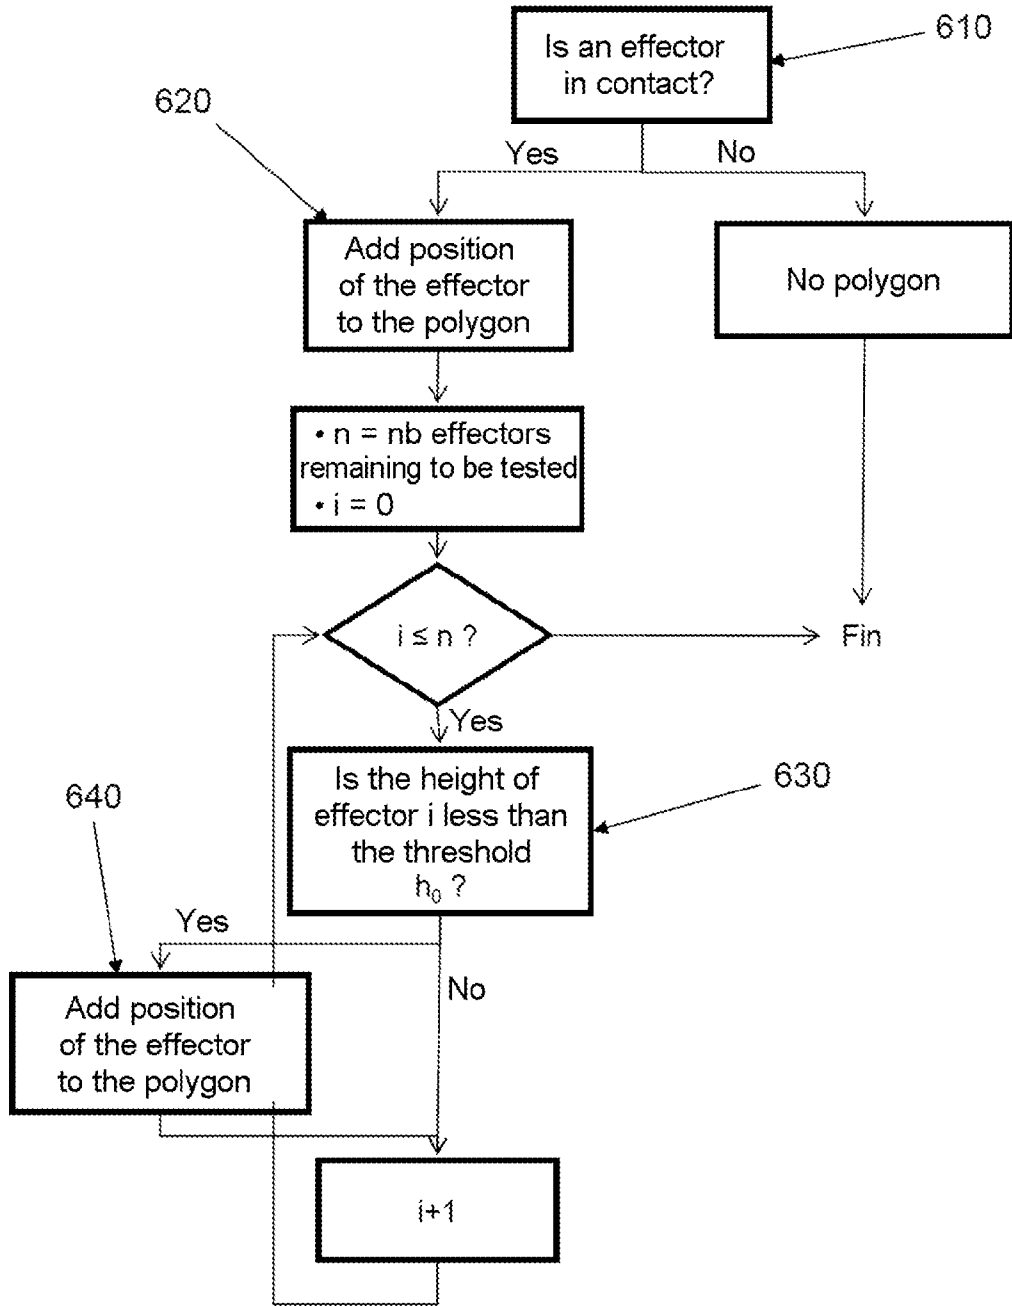 610
Is an effector
in contact?
620
Yes
No
Add position
of the effector
to the polygon
No polygon
• n = nb effectors
remaining to be tested
• i = 0
i ≤ n ?
Fin
Yes
Is the height of
effector i less than
the threshold
h₀ ?
630
640
Yes
No
Add position
of the effector
to the polygon
i+1